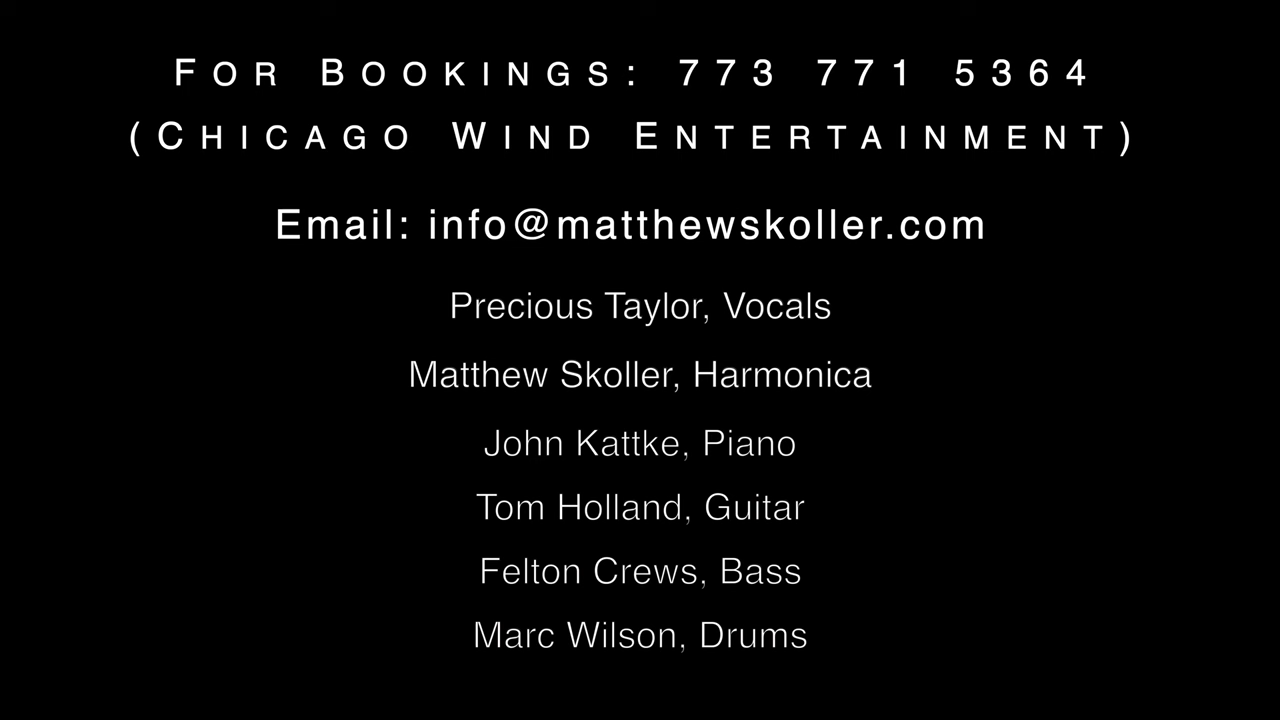 For Bookings: 773 771 5364
(Chicago Wind Entertainment)
Email: info@matthewskoller.com
Precious Taylor, Vocals
Matthew Skoller, Harmonica
John Kattke, Piano
Tom Holland, Guitar
Felton Crews, Bass
Marc Wilson, Drums